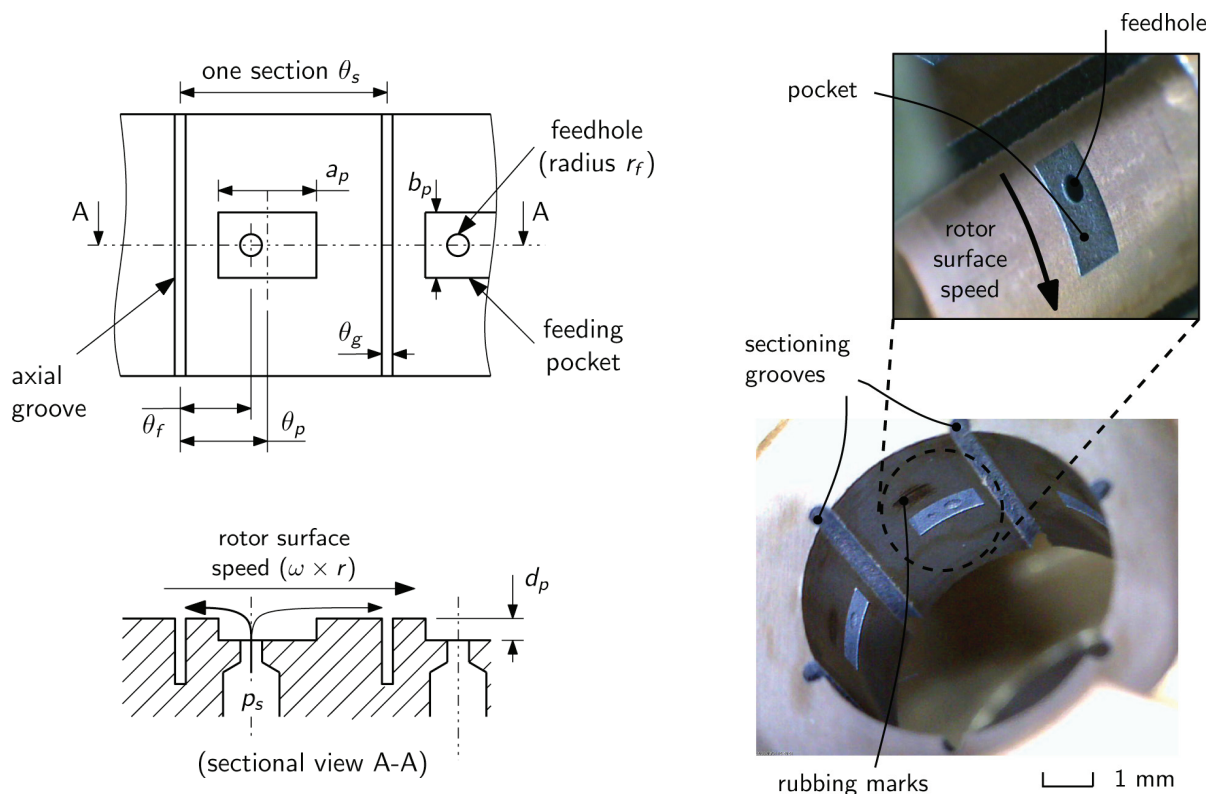 one section θs
feedhole
(radius rf)
ap
bp
A
A
θg
axial
groove
feeding
pocket
θf
θp
rotor surface
speed (ω × r)
dp
ps
(sectional view A-A)
feedhole
pocket
rotor
surface
speed
sectioning
grooves
rubbing marks
1 mm